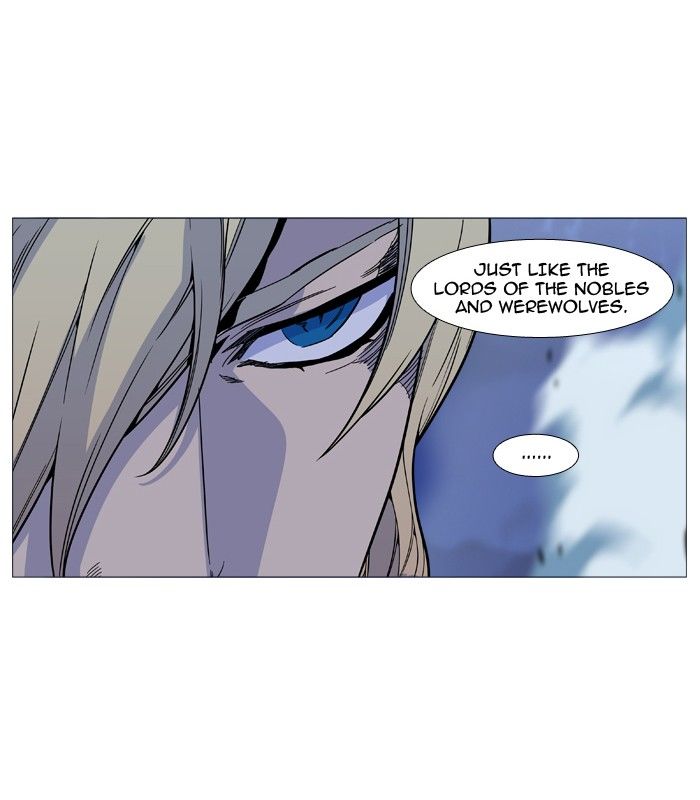 JUST LIKE THE
LORDS OF THE NOBLES
AND WEREWOLVES.
......